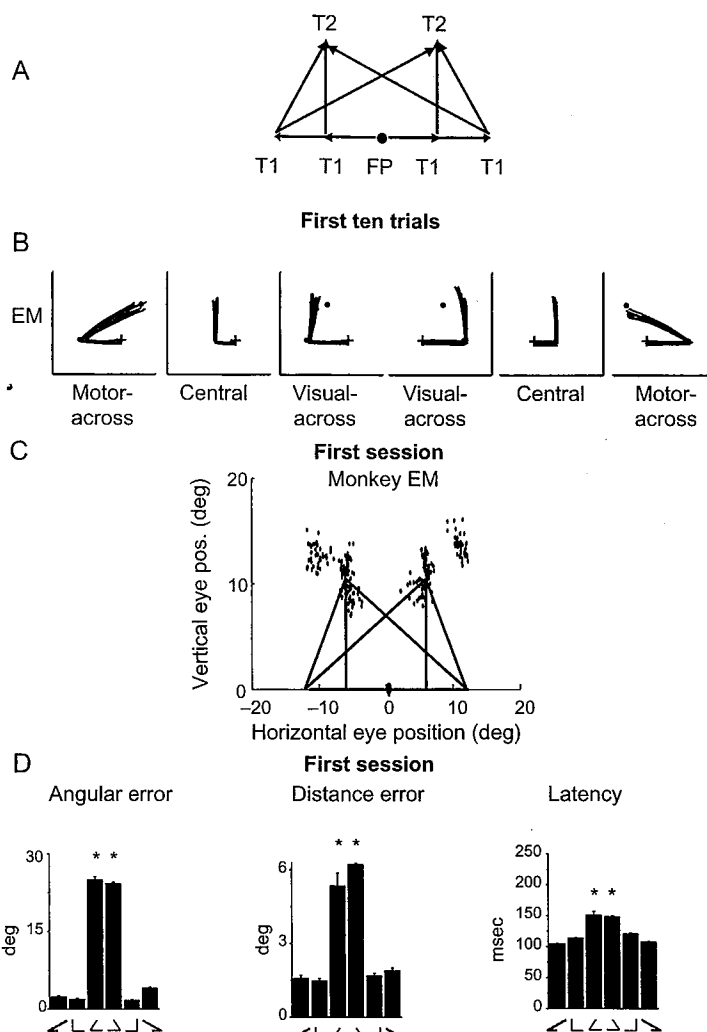 T2 T2
A
T1 T1 FP T1 T1
First ten trials
B
EM
Motor-across Central Visual-across Visual-across Central Motor-across
C
First session
Monkey EM
Vertical eye pos. (deg)
20
10
0
–20 –10 0 10 20
Horizontal eye position (deg)
D
First session
Angular error Distance error Latency
deg
30
15
0
* *
deg
6
3
0
* *
msec
250
200
150
100
50
0
* *